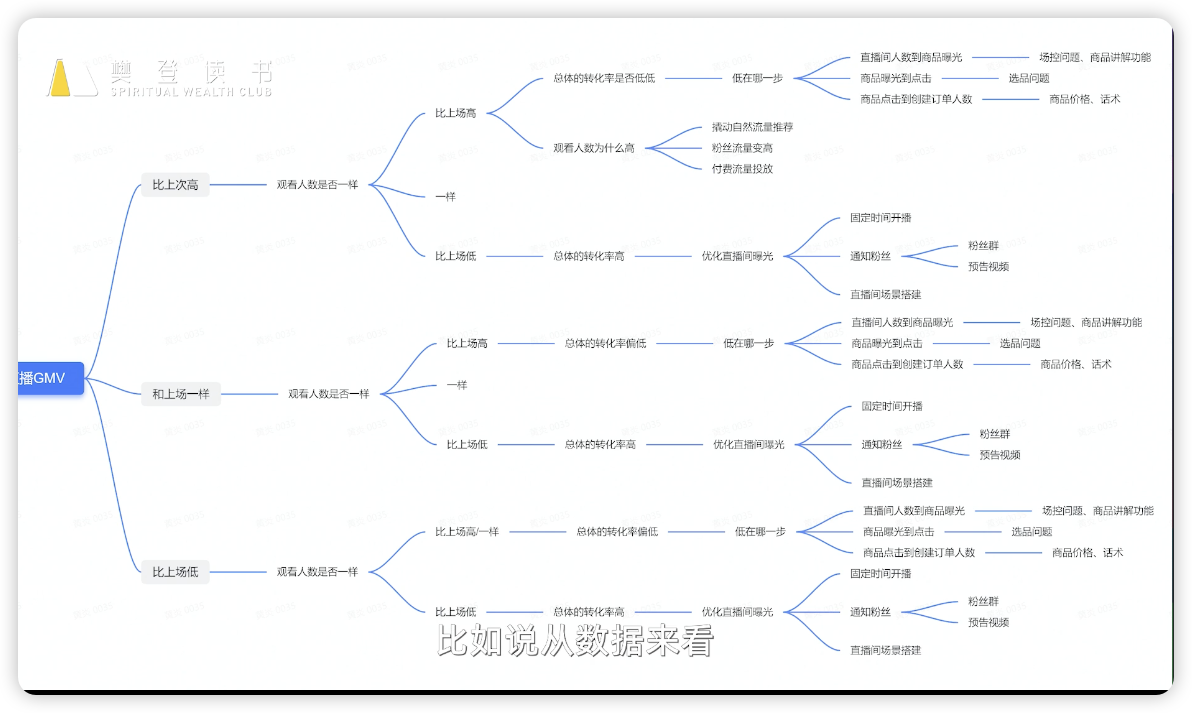 樊登读书
SPIRITUAL WEALTH CLUB
播GMV
比上次高
观看人数是否一样
比上场高
总体的转化率是否低低
低在哪一步
直播间人数到商品曝光
场控问题、商品讲解功能
商品曝光到点击
选品问题
商品点击到创建订单人数
商品价格、话术
观看人数为什么高
撬动自然流量推荐
粉丝流量变高
付费流量投放
一样
比上场低
总体的转化率高
优化直播间曝光
固定时间开播
通知粉丝
粉丝群
预告视频
直播间场景搭建
和上场一样
观看人数是否一样
比上场高
总体的转化率偏低
低在哪一步
直播间人数到商品曝光
场控问题、商品讲解功能
商品曝光到点击
选品问题
商品点击到创建订单人数
商品价格、话术
一样
比上场低
总体的转化率高
优化直播间曝光
固定时间开播
通知粉丝
粉丝群
预告视频
直播间场景搭建
比上场低
观看人数是否一样
比上场高/一样
总体的转化率偏低
低在哪一步
直播间人数到商品曝光
场控问题、商品讲解功能
商品曝光到点击
选品问题
商品点击到创建订单人数
商品价格、话术
比上场低
总体的转化率高
优化直播间曝光
固定时间开播
通知粉丝
粉丝群
预告视频
直播间场景搭建
比如说从数据来看